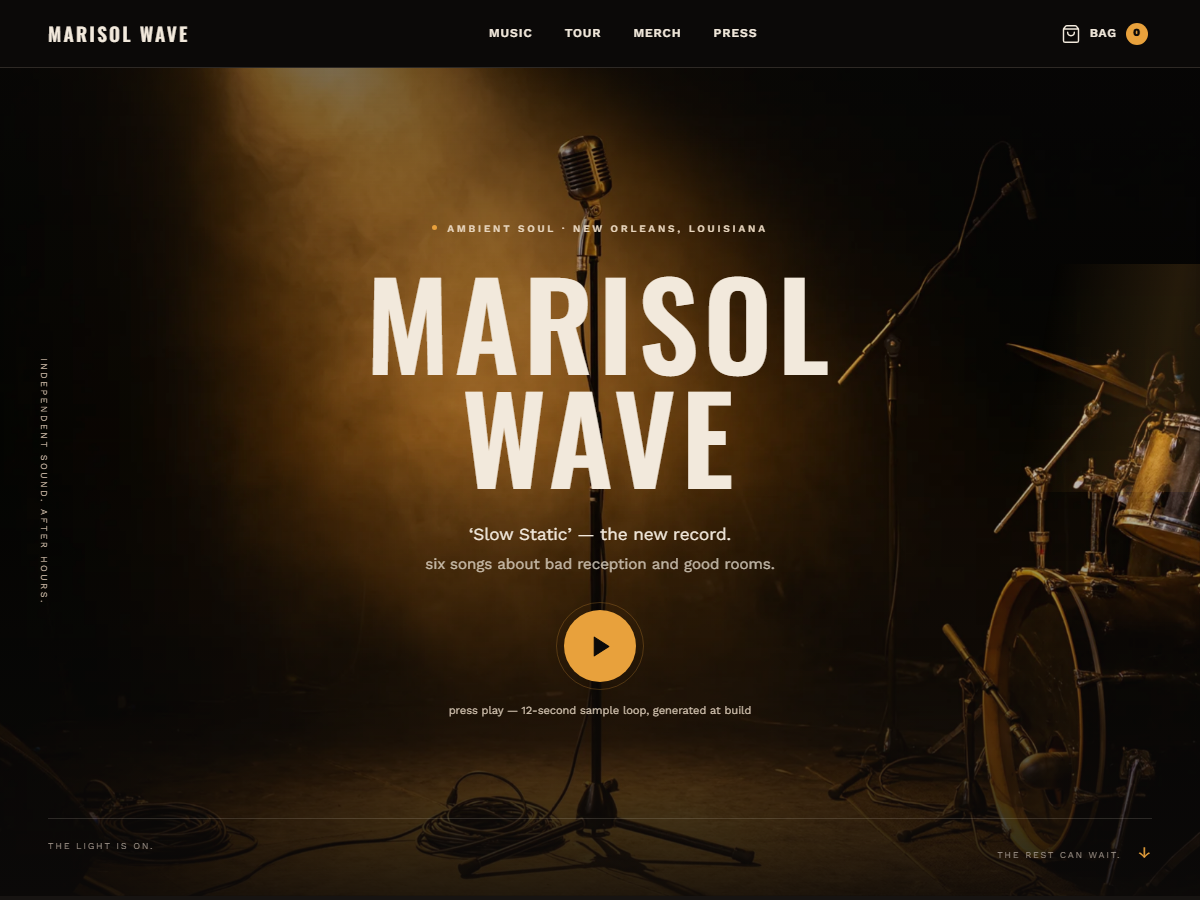 MARISOL WAVE
MUSIC TOUR MERCH PRESS
BAG 0
AMBIENT SOUL · NEW ORLEANS, LOUISIANA
MARISOL
WAVE
‘Slow Static’ — the new record.
six songs about bad reception and good rooms.
press play — 12-second sample loop, generated at build
INDEPENDENT SOUND. AFTER HOURS.
THE LIGHT IS ON.
THE REST CAN WAIT.